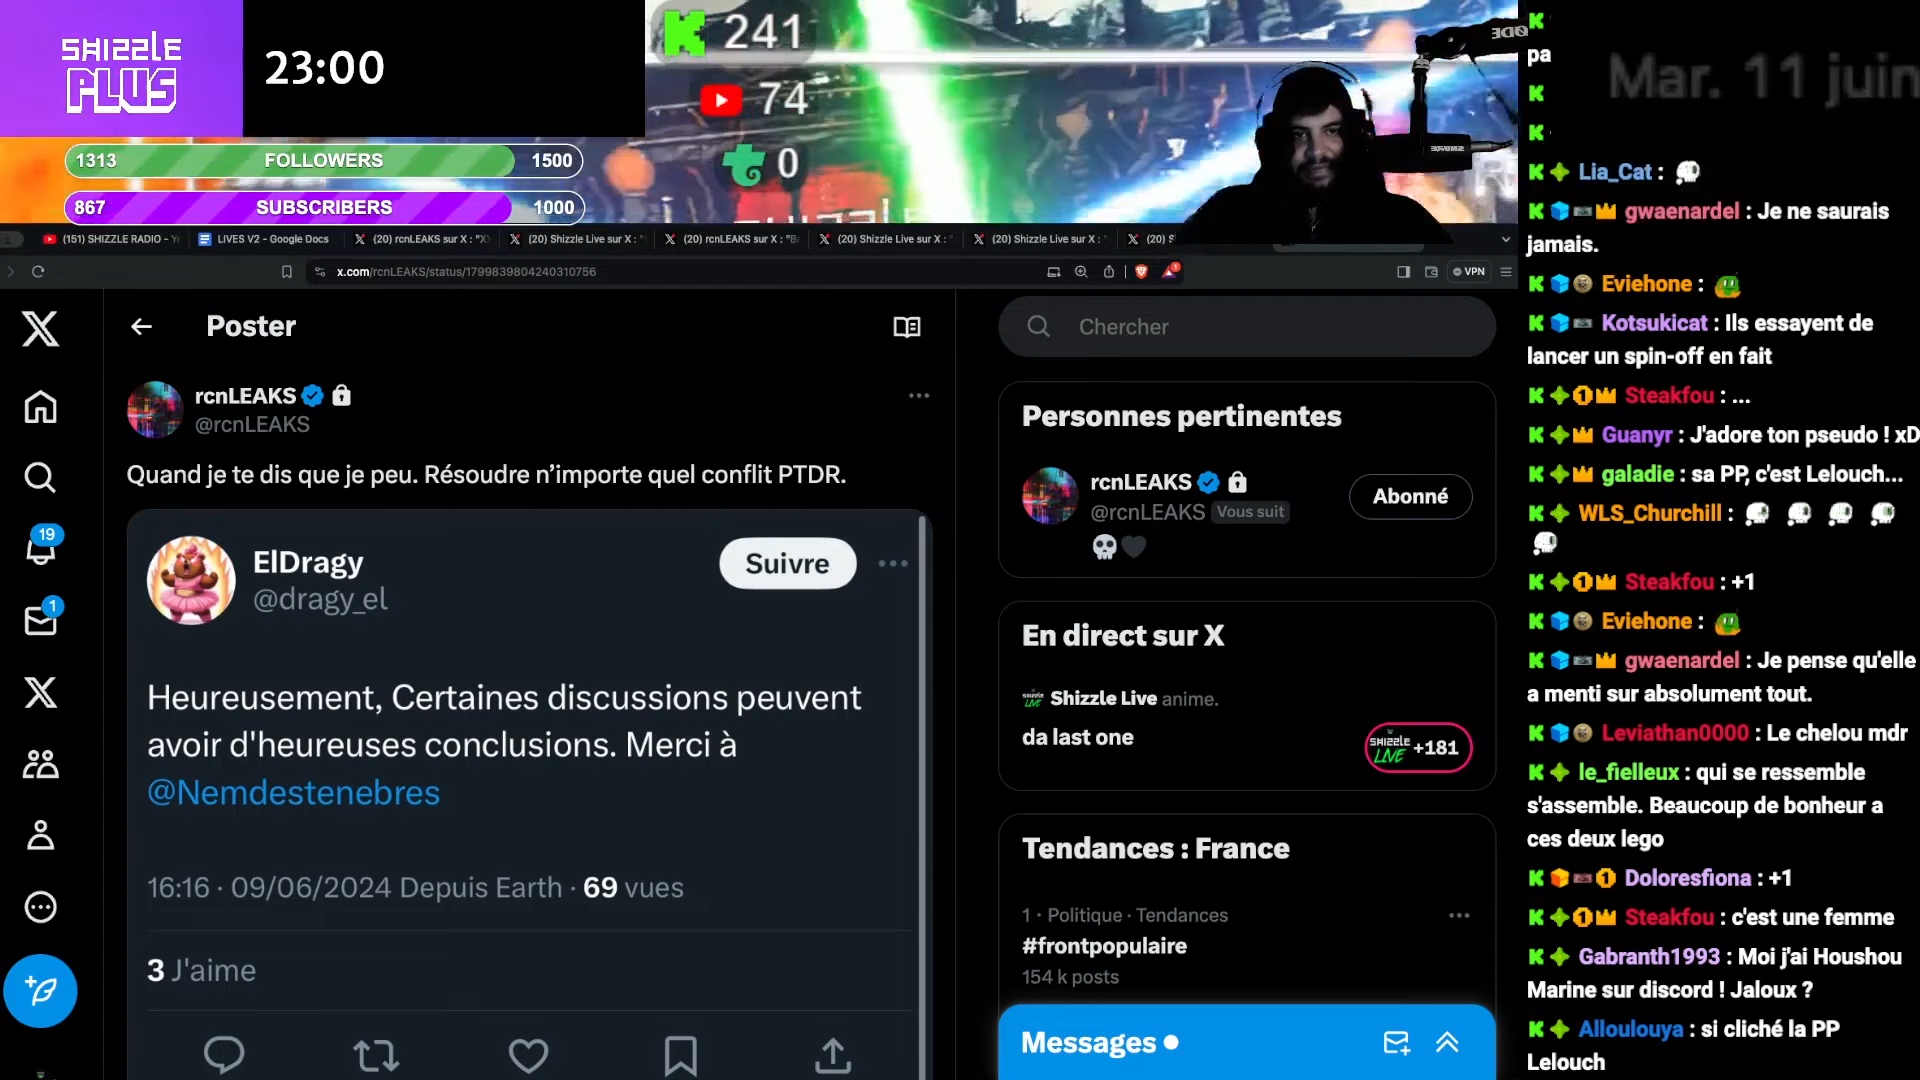 SHIZZLE
PLUS
23:00
241
74
0
1313 FOLLOWERS 1500
867 SUBSCRIBERS 1000
Mar. 11 juin
(151) SHIZZLE RADIO - Y
LIVES V2 - Google Docs
(20) rcnLEAKS sur X : "X
(20) Shizzle Live sur X : "
(20) rcnLEAKS sur X : "B
(20) Shizzle Live sur X : "
(20) Shizzle Live sur X : "
(20) S
x.com/rcnLEAKS/status/1799839804240310756
VPN
Poster
rcnLEAKS
@rcnLEAKS
Quand je te dis que je peu. Résoudre n’importe quel conflit PTDR.
ElDragy
@dragy_el
Suivre
Heureusement, Certaines discussions peuvent
avoir d'heureuses conclusions. Merci à
@Nemdestenebres
16:16 · 09/06/2024 Depuis Earth · 69 vues
3 J'aime
19
1
Chercher
Personnes pertinentes
rcnLEAKS
@rcnLEAKS Vous suit
Abonné
En direct sur X
Shizzle Live anime.
da last one
SHIZZLE LIVE +181
Tendances : France
1 · Politique · Tendances
#frontpopulaire
154 k posts
Messages
pa
Lia_Cat :
gwaenardel : Je ne saurais
jamais.
Eviehone :
Kotsukicat : Ils essayent de
lancer un spin-off en fait
Steakfou : ...
Guanyr : J'adore ton pseudo ! xD
galadie : sa PP, c'est Lelouch...
WLS_Churchill :
Steakfou : +1
Eviehone :
gwaenardel : Je pense qu'elle
a menti sur absolument tout.
Leviathan0000 : Le chelou mdr
le_fielleux : qui se ressemble
s'assemble. Beaucoup de bonheur a
ces deux lego
Doloresfiona : +1
Steakfou : c'est une femme
Gabranth1993 : Moi j'ai Houshou
Marine sur discord ! Jaloux ?
Alloulouya : si cliché la PP
Lelouch